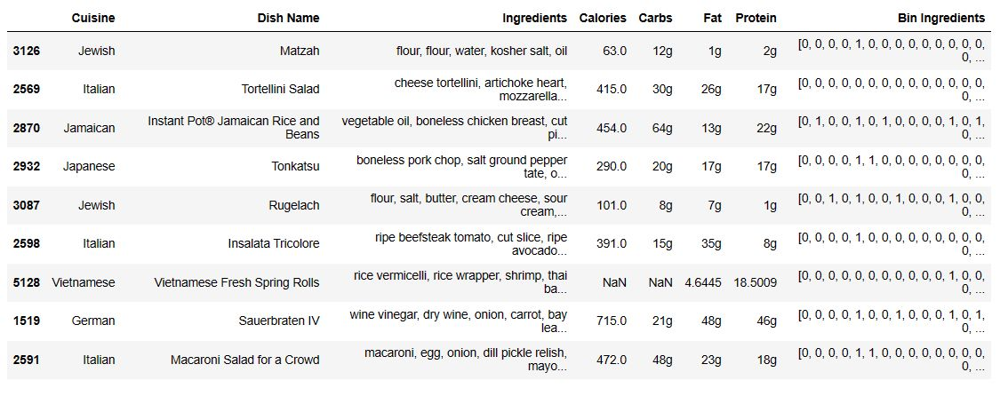 Cuisine Dish Name Ingredients Calories Carbs Fat Protein Bin Ingredients
3126 Jewish Matzah flour, flour, water, kosher salt, oil 63.0 12g 1g 2g [0, 0, 0, 0, 1, 0, 0, 0, 0, 0, 0, 0, 0, 0,
0, ...
2569 Italian Tortellini Salad cheese tortellini, artichoke heart, mozzarella... 415.0 30g 26g 17g [0, 0, 0, 0, 0, 0, 0, 0, 0, 0, 0, 0, 0, 0,
0, ...
2870 Jamaican Instant Pot® Jamaican Rice and Beans vegetable oil, boneless chicken breast, cut pi... 454.0 64g 13g 22g [0, 1, 0, 0, 1, 0, 1, 0, 0, 0, 0, 1, 0, 1,
0, ...
2932 Japanese Tonkatsu boneless pork chop, salt ground pepper tate, o... 290.0 20g 17g 17g [0, 0, 0, 0, 1, 1, 0, 0, 0, 0, 0, 0, 0, 0,
0, ...
3087 Jewish Rugelach flour, salt, butter, cream cheese, sour cream,... 101.0 8g 7g 1g [0, 0, 1, 0, 1, 0, 0, 1, 0, 0, 0, 1, 0, 0,
0, ...
2598 Italian Insalata Tricolore ripe beefsteak tomato, cut slice, ripe avocado... 391.0 15g 35g 8g [0, 0, 0, 0, 1, 0, 0, 0, 0, 0, 0, 0, 0, 0,
0, ...
5128 Vietnamese Vietnamese Fresh Spring Rolls rice vermicelli, rice wrapper, shrimp, thai ba... NaN NaN 4.6445 18.5009 [0, 0, 0, 0, 0, 0, 0, 0, 0, 0, 0, 1, 0, 0,
0, ...
1519 German Sauerbraten IV wine vinegar, dry wine, onion, carrot, bay lea... 715.0 21g 48g 46g [0, 0, 0, 0, 1, 0, 0, 1, 0, 0, 0, 1, 0, 1,
0, ...
2591 Italian Macaroni Salad for a Crowd macaroni, egg, onion, dill pickle relish, mayo... 472.0 48g 23g 18g [0, 0, 0, 0, 1, 1, 0, 0, 0, 0, 0, 0, 0, 0,
0, ...